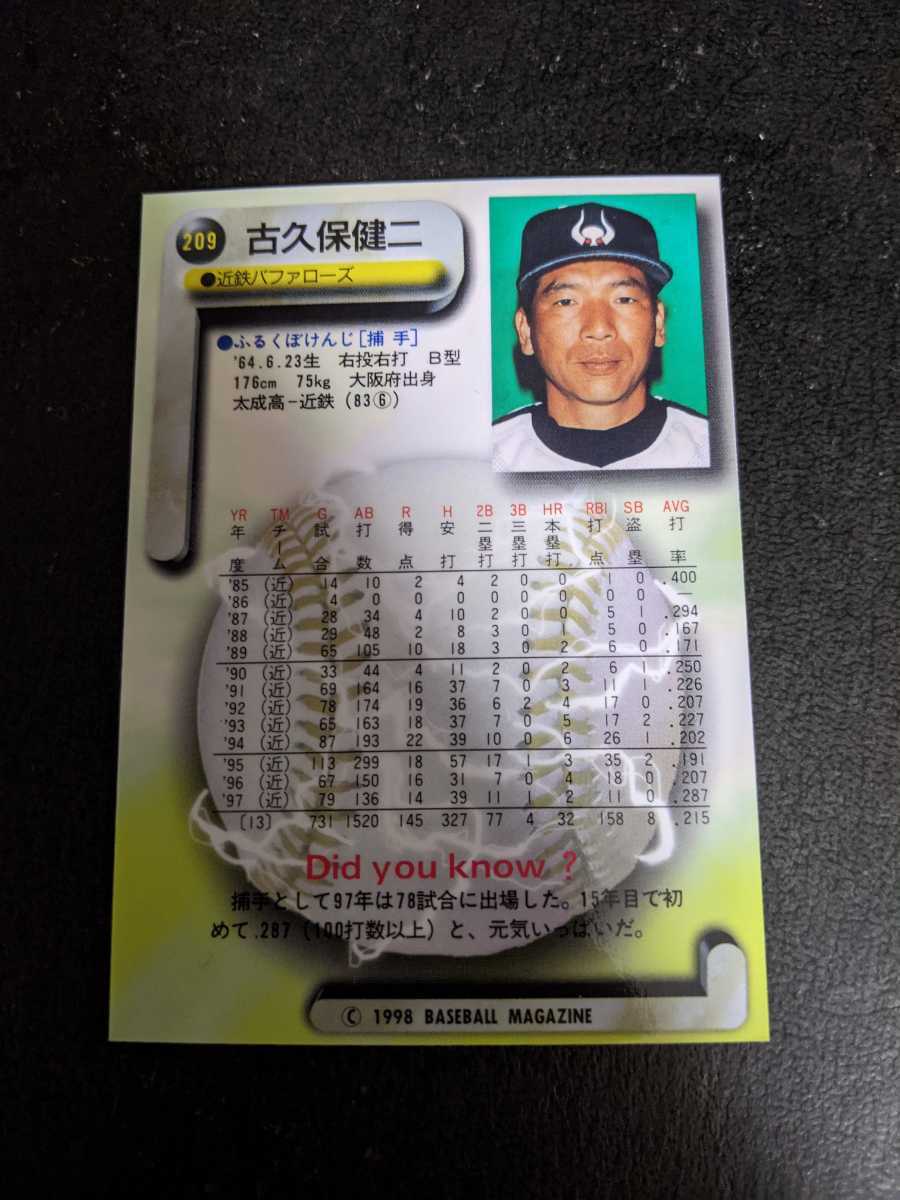 209 古久保健二
●近鉄バファローズ
●ふるくぼけんじ[捕 手]
'64.6.23生 右投右打 B型
176cm 75kg 大阪府出身
太成高－近鉄 (83⑥)
YR TM G AB R H 2B 3B HR RBI SB AVG
年度 チーム 試合 打数 得点 安打 二塁打 三塁打 本塁打 打点 盗塁 打率
'85 (近) 14 10 2 4 2 0 0 1 0 .400
'86 (近) 4 0 0 0 0 0 0 0 0 —
'87 (近) 28 34 4 10 2 0 0 5 1 .294
'88 (近) 29 48 2 8 3 0 1 5 0 .167
'89 (近) 65 105 10 18 3 0 2 6 0 .171
'90 (近) 33 44 4 11 2 0 2 6 1 .250
'91 (近) 69 164 16 37 7 0 3 11 1 .226
'92 (近) 78 174 19 36 6 2 4 17 0 .207
'93 (近) 65 163 18 37 7 0 5 17 2 .227
'94 (近) 87 193 22 39 10 0 6 26 1 .202
'95 (近) 113 299 18 57 17 1 3 35 2 .191
'96 (近) 67 150 16 31 7 0 4 18 0 .207
'97 (近) 79 136 14 39 11 1 2 11 0 .287
〔13〕 731 1520 145 327 77 4 32 158 8 .215
Did you know ?
捕手として97年は78試合に出場した。15年目で初
めて.287（100打数以上）と、元気いっぱいだ。
Ⓒ 1998 BASEBALL MAGAZINE